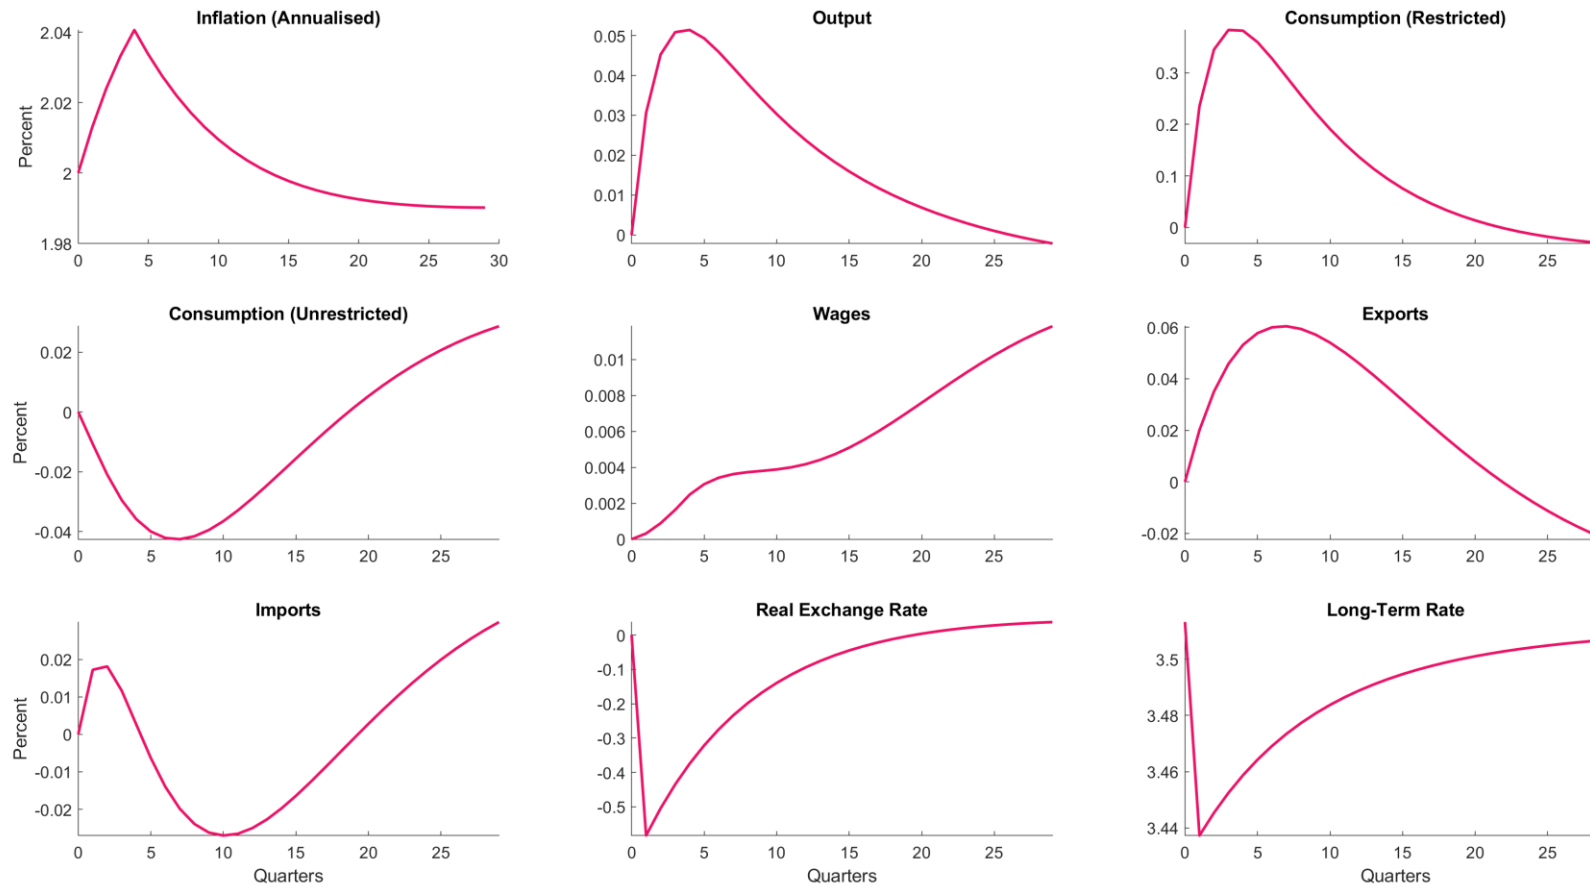 Inflation (Annualised)
2.04
2.02
2
1.98
Percent
0 5 10 15 20 25 30
Output
0.05
0.04
0.03
0.02
0.01
0
0 5 10 15 20 25
Consumption (Restricted)
0.3
0.2
0.1
0
0 5 10 15 20 25
Consumption (Unrestricted)
0.02
0
-0.02
-0.04
Percent
0 5 10 15 20 25
Wages
0.01
0.008
0.006
0.004
0.002
0
0 5 10 15 20 25
Exports
0.06
0.04
0.02
0
-0.02
0 5 10 15 20 25
Imports
0.02
0.01
0
-0.01
-0.02
Percent
0 5 10 15 20 25
Quarters
Real Exchange Rate
0
-0.1
-0.2
-0.3
-0.4
-0.5
0 5 10 15 20 25
Quarters
Long-Term Rate
3.5
3.48
3.46
3.44
0 5 10 15 20 25
Quarters